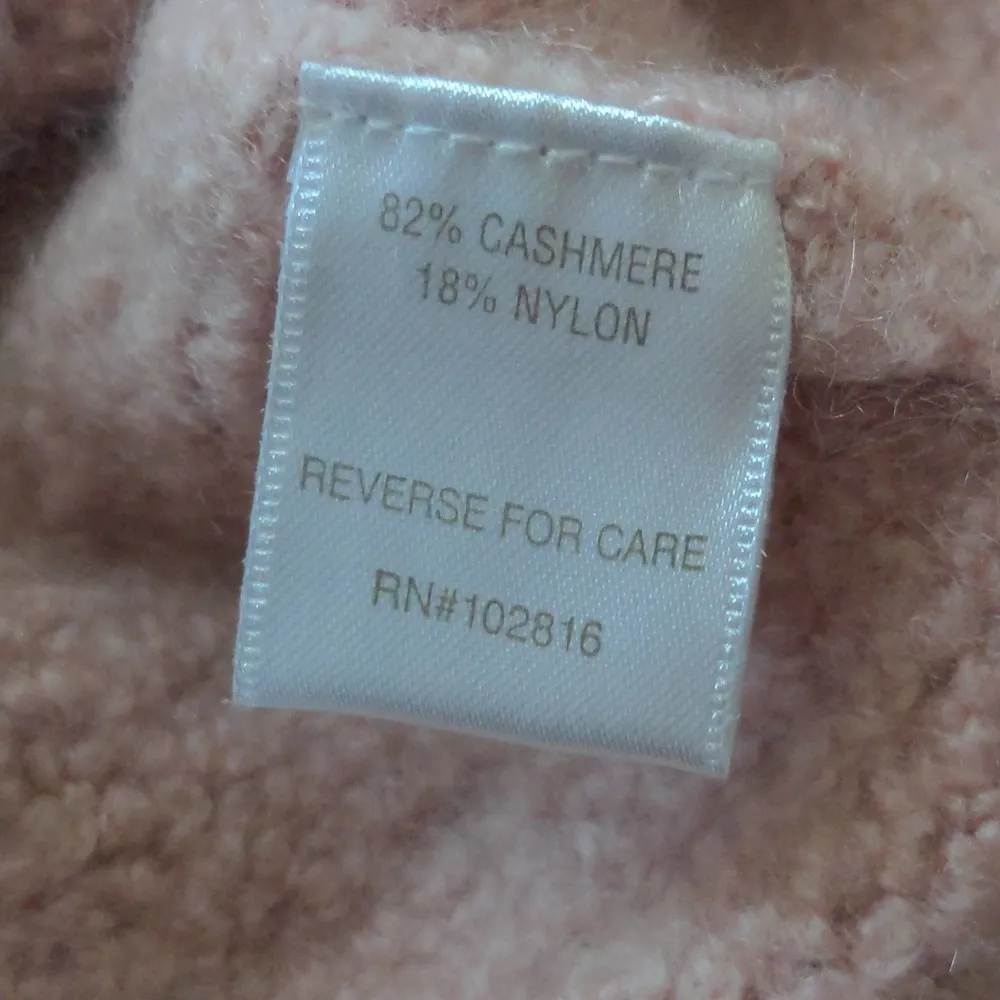 82% CASHMERE
18% NYLON
REVERSE FOR CARE
RN#102816